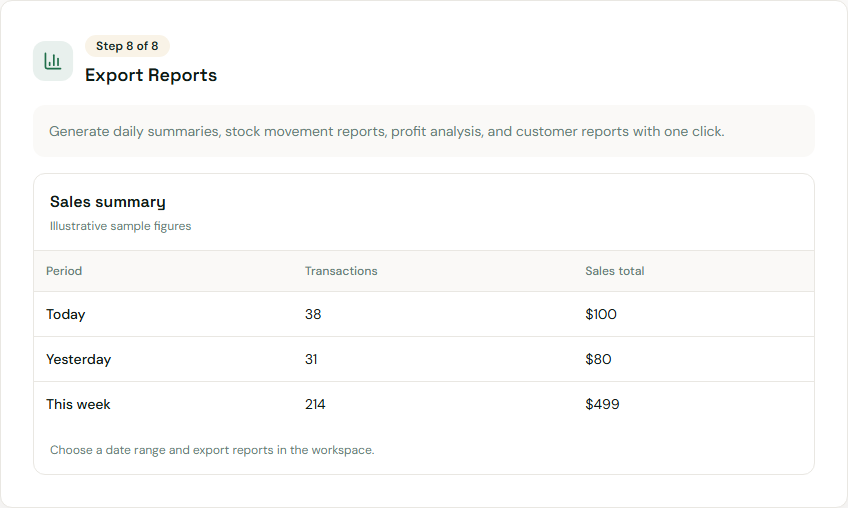 Step 8 of 8
Export Reports
Generate daily summaries, stock movement reports, profit analysis, and customer reports with one click.
Sales summary
Illustrative sample figures
Period Transactions Sales total
Today 38 $100
Yesterday 31 $80
This week 214 $499
Choose a date range and export reports in the workspace.